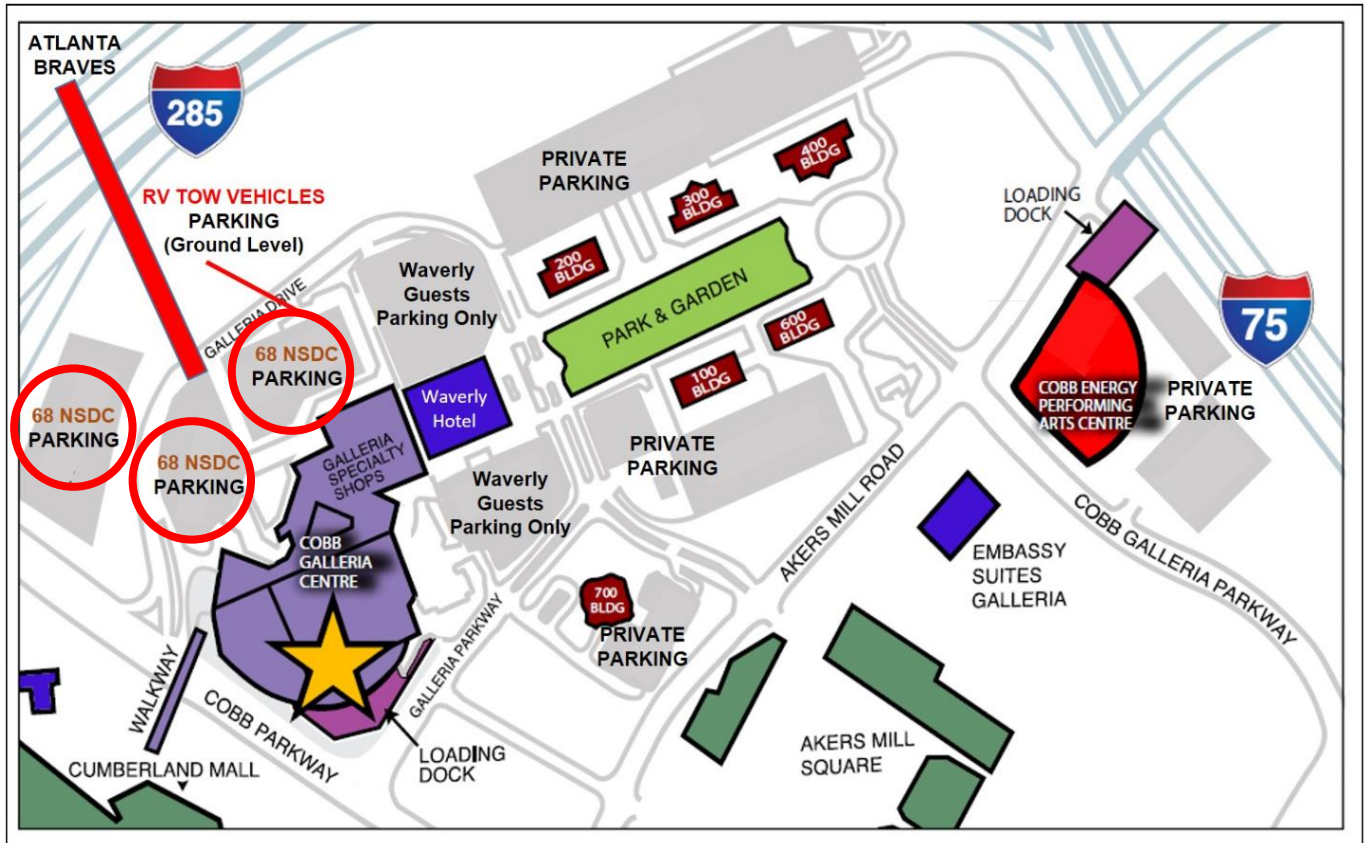 ATLANTA
BRAVES
285
RV TOW VEHICLES
PARKING
(Ground Level)
GALLERIA DRIVE
68 NSDC
PARKING
68 NSDC
PARKING
68 NSDC
PARKING
Waverly
Guests
Parking Only
PRIVATE
PARKING
200
BLDG
300
BLDG
400
BLDG
PARK & GARDEN
600
BLDG
100
BLDG
LOADING
DOCK
75
COBB ENERGY
PERFORMING
ARTS CENTRE
PRIVATE
PARKING
Waverly
Hotel
GALLERIA
SPECIALTY
SHOPS
Waverly
Guests
Parking Only
PRIVATE
PARKING
COBB
GALLERIA
CENTRE
AKERS MILL ROAD
EMBASSY
SUITES
GALLERIA
COBB GALLERIA PARKWAY
700
BLDG
PRIVATE
PARKING
GALLERIA PARKWAY
WALKWAY
COBB PARKWAY
LOADING
DOCK
CUMBERLAND MALL
AKERS MILL
SQUARE